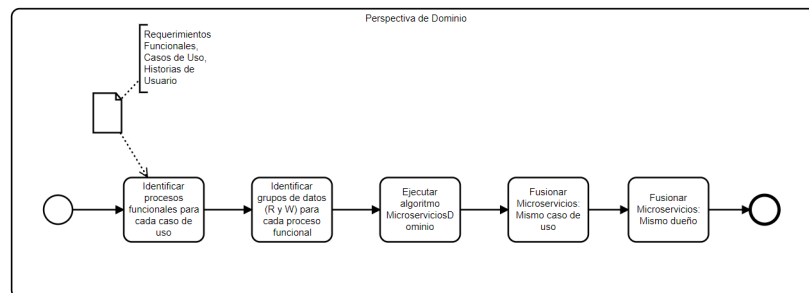 Perspectiva de Dominio
Requerimientos
Funcionales,
Casos de Uso,
Historias de
Usuario
Identificar
procesos
funcionales para
cada caso de
uso
Identificar
grupos de datos
(R y W) para
cada proceso
funcional
Ejecutar
algoritmo
MicroserviciosD
ominio
Fusionar
Microservicios:
Mismo caso de
uso
Fusionar
Microservicios:
Mismo dueño